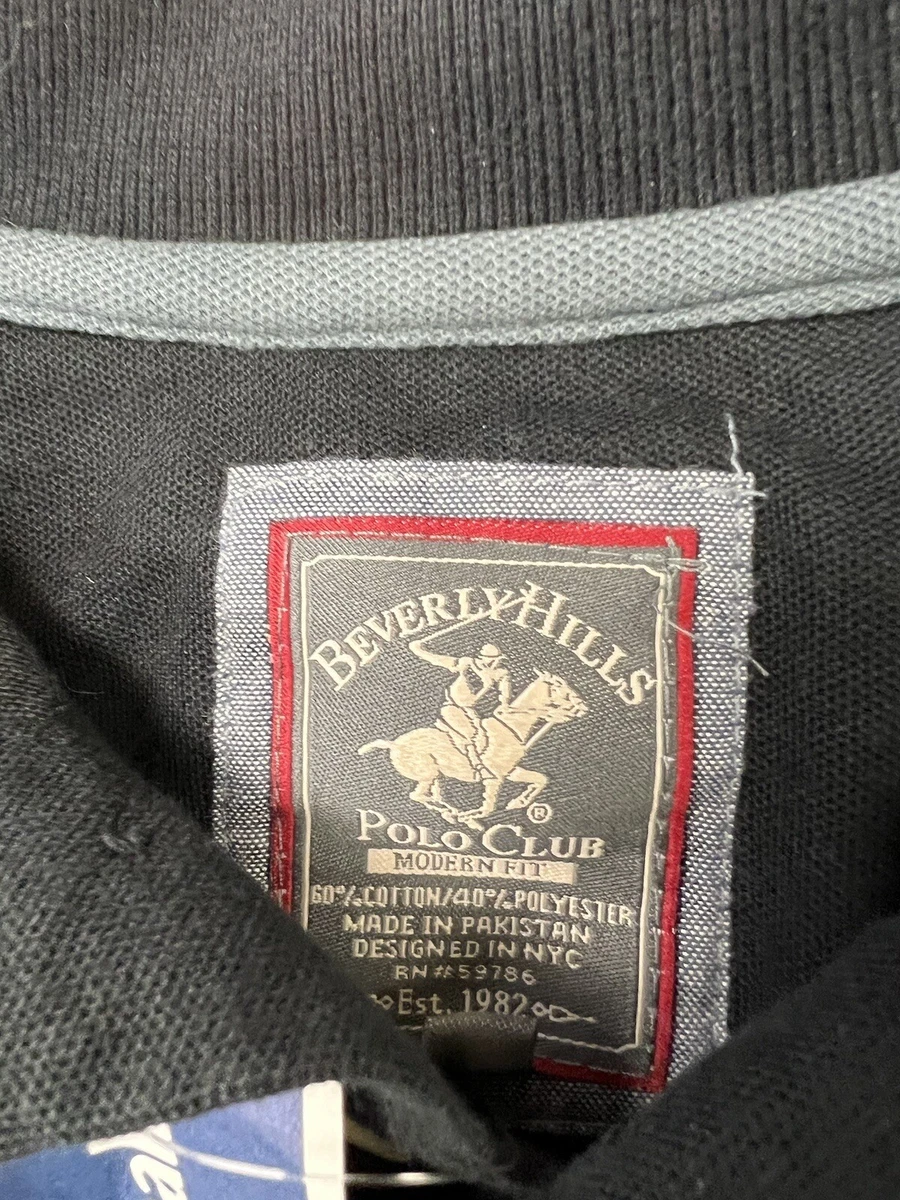 BEVERLY HILLS
®
POLO CLUB
MODERN FIT
60% COTTON/40% POLYESTER
MADE IN PAKISTAN
DESIGNED IN NYC
RN #59786
Est. 1982